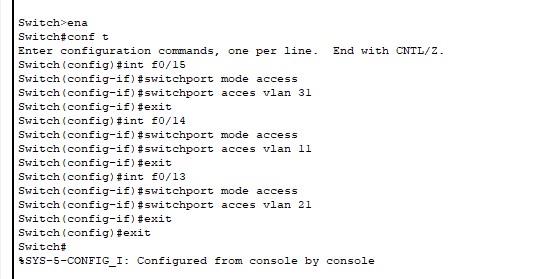 Switch>ena
Switch#conf t
Enter configuration commands, one per line.  End with CNTL/Z.
Switch(config)#int f0/15
Switch(config-if)#switchport mode access
Switch(config-if)#switchport acces vlan 31
Switch(config-if)#exit
Switch(config)#int f0/14
Switch(config-if)#switchport mode access
Switch(config-if)#switchport acces vlan 11
Switch(config-if)#exit
Switch(config)#int f0/13
Switch(config-if)#switchport mode access
Switch(config-if)#switchport acces vlan 21
Switch(config-if)#exit
Switch(config)#exit
Switch#
%SYS-5-CONFIG_I: Configured from console by console